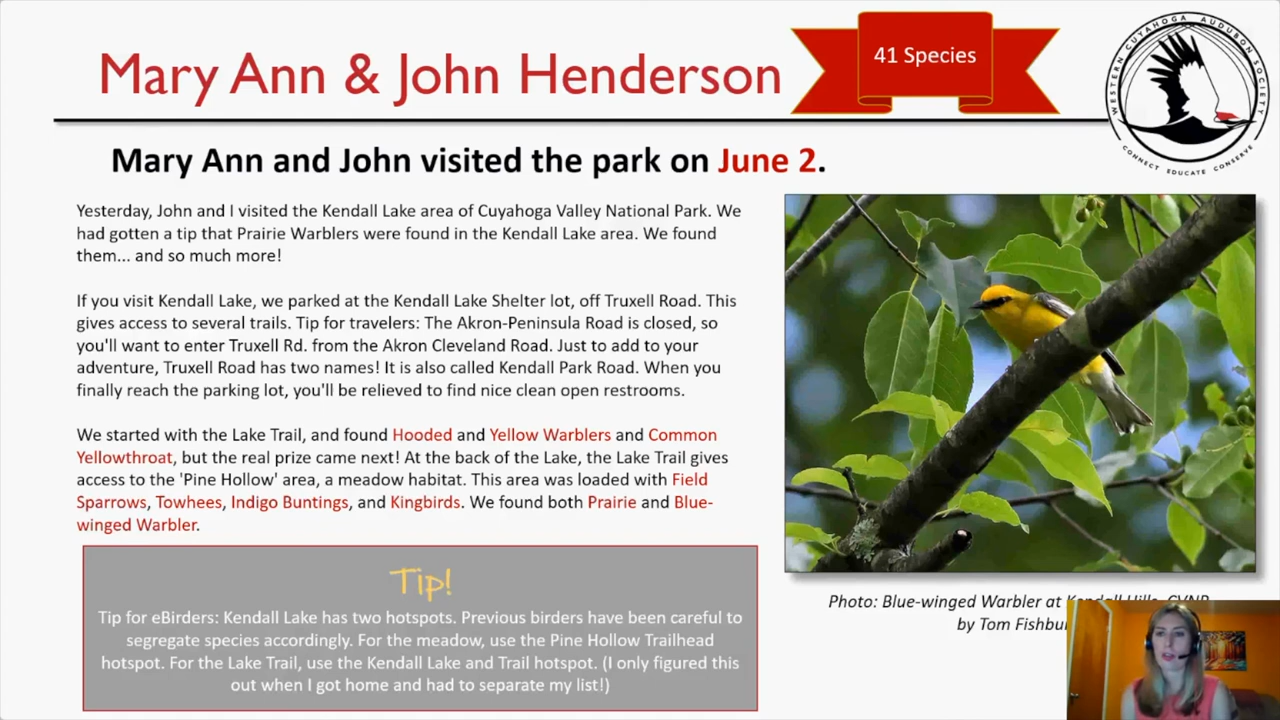 Mary Ann & John Henderson
41 Species
WESTERN CUYAHOGA AUDUBON SOCIETY
CONNECT EDUCATE CONSERVE
Mary Ann and John visited the park on June 2.
Yesterday, John and I visited the Kendall Lake area of Cuyahoga Valley National Park. We
had gotten a tip that Prairie Warblers were found in the Kendall Lake area. We found
them... and so much more!
If you visit Kendall Lake, we parked at the Kendall Lake Shelter lot, off Truxell Road. This
gives access to several trails. Tip for travelers: The Akron-Peninsula Road is closed, so
you'll want to enter Truxell Rd. from the Akron Cleveland Road. Just to add to your
adventure, Truxell Road has two names! It is also called Kendall Park Road. When you
finally reach the parking lot, you'll be relieved to find nice clean open restrooms.
We started with the Lake Trail, and found Hooded and Yellow Warblers and Common
Yellowthroat, but the real prize came next! At the back of the Lake, the Lake Trail gives
access to the 'Pine Hollow' area, a meadow habitat. This area was loaded with Field
Sparrows, Towhees, Indigo Buntings, and Kingbirds. We found both Prairie and Blue-
winged Warbler.
Tip!
Tip for eBirders: Kendall Lake has two hotspots. Previous birders have been careful to
segregate species accordingly. For the meadow, use the Pine Hollow Trailhead
hotspot. For the Lake Trail, use the Kendall Lake and Trail hotspot. (I only figured this
out when I got home and had to separate my list!)
Photo: Blue-winged Warbler at Kendall Hills, CVNP
by Tom